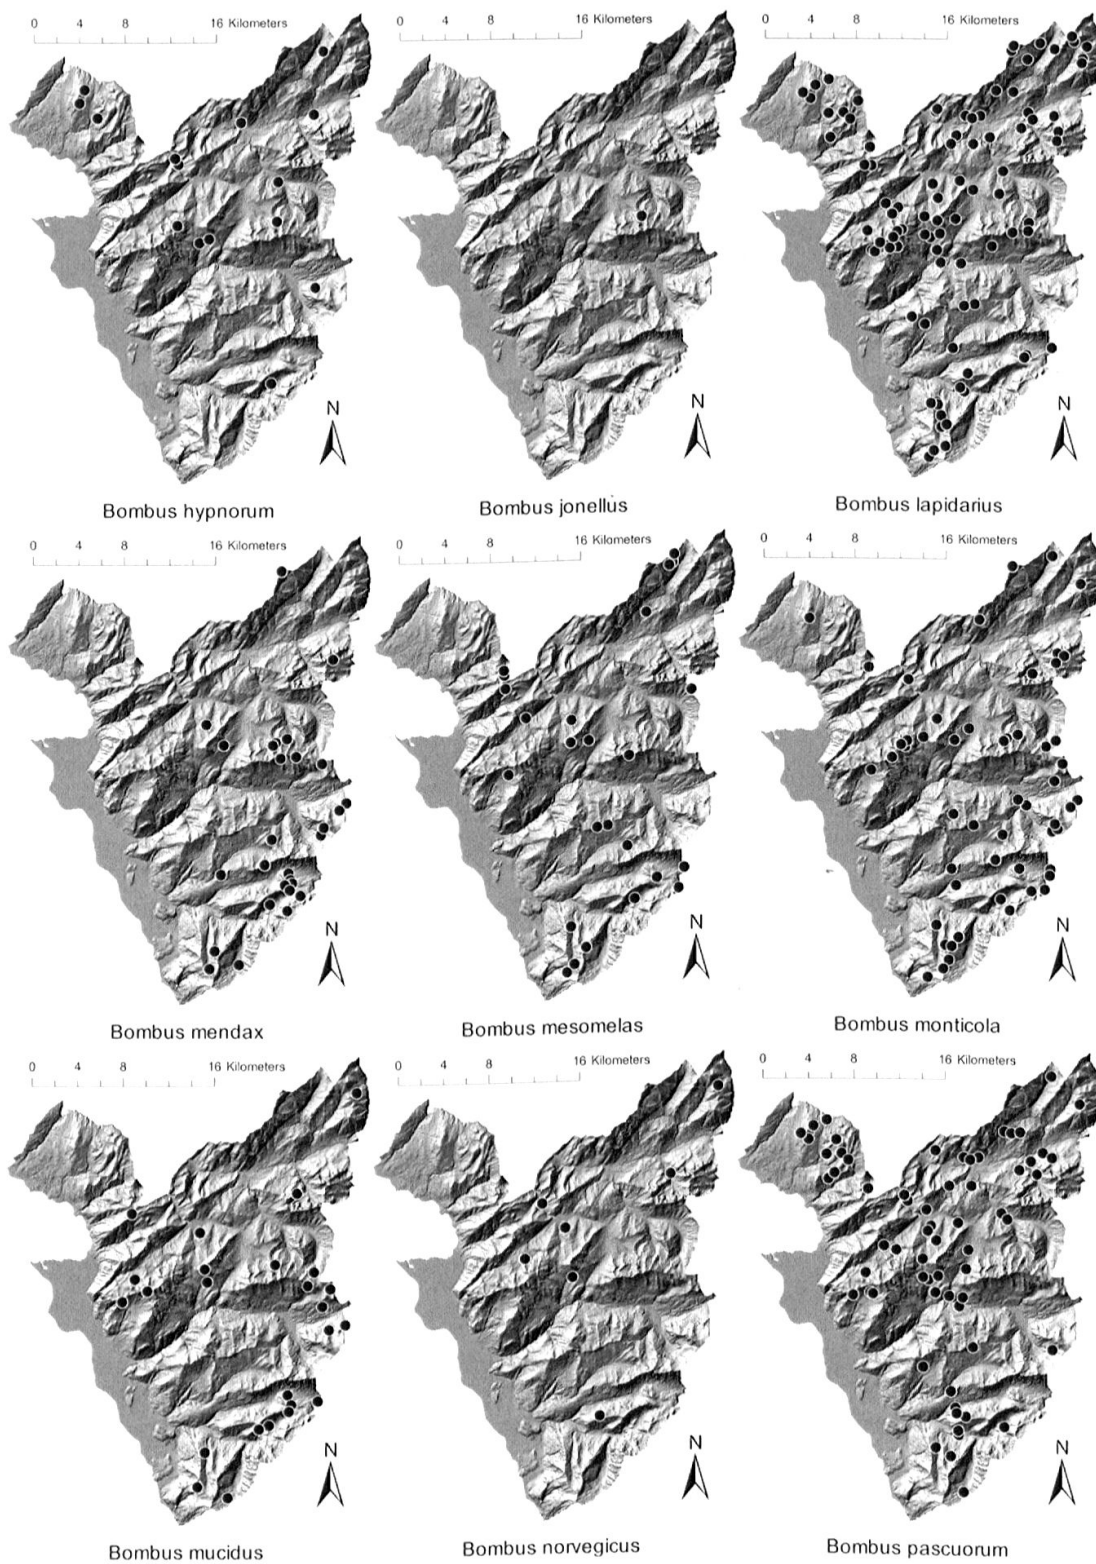 0 4 8 16 Kilometers
N
Bombus hypnorum
0 4 8 16 Kilometers
N
Bombus jonellus
0 4 8 16 Kilometers
N
Bombus lapidarius
0 4 8 16 Kilometers
N
Bombus mendax
0 4 8 16 Kilometers
N
Bombus mesomelas
0 4 8 16 Kilometers
N
Bombus monticola
0 4 8 16 Kilometers
N
Bombus mucidus
0 4 8 16 Kilometers
N
Bombus norvegicus
0 4 8 16 Kilometers
N
Bombus pascuorum